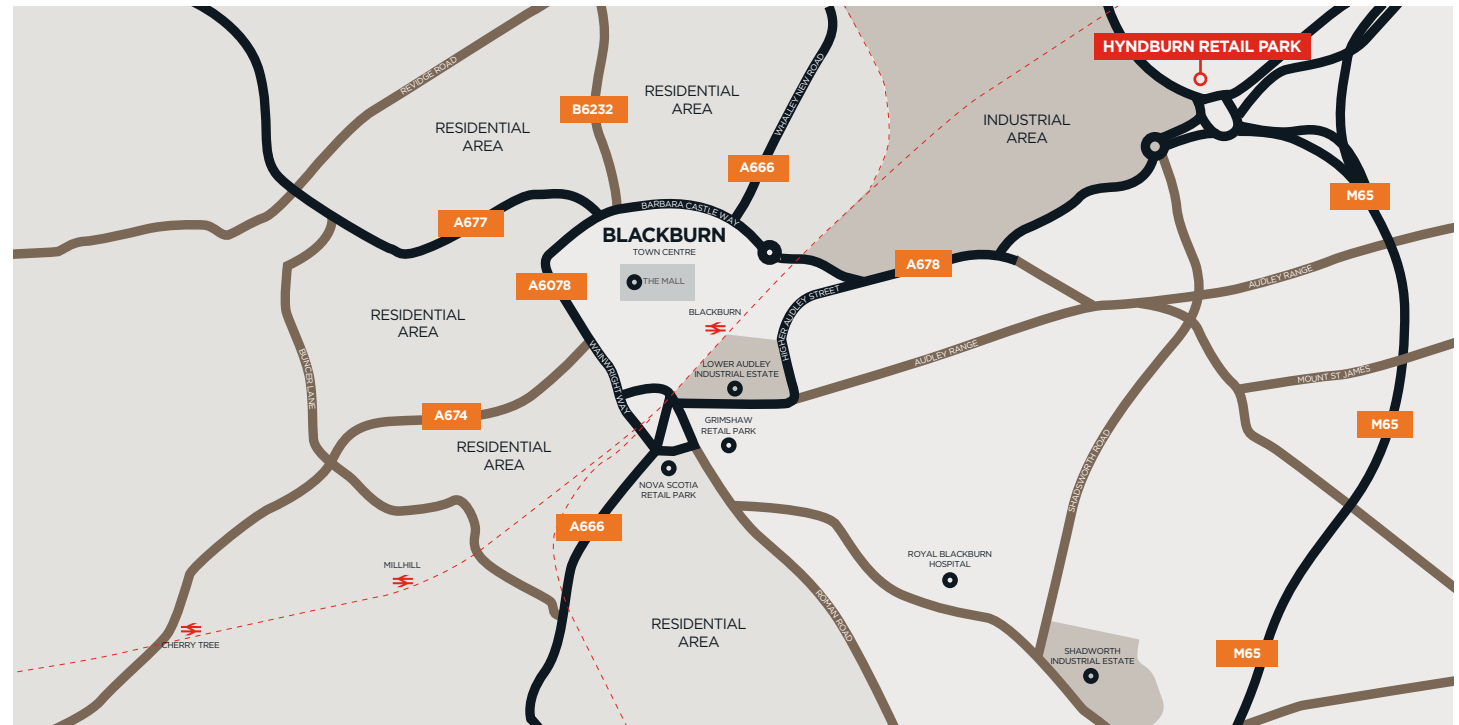 HYNDBURN RETAIL PARK
REVIDGE ROAD
RESIDENTIAL
AREA
B6232
WHALLEY NEW ROAD
INDUSTRIAL
AREA
RESIDENTIAL
AREA
A666
M65
A677
BARBARA CASTLE WAY
BLACKBURN
TOWN CENTRE
A678
AUDLEY RANGE
THE MALL
A6078
HIGHER AUDLEY STREET
BLACKBURN
RESIDENTIAL
AREA
AUDLEY RANGE
WAINWRIGHT WAY
BUNCER LANE
LOWER AUDLEY
INDUSTRIAL ESTATE
MOUNT ST JAMES
A674
GRIMSHAW
RETAIL PARK
M65
RESIDENTIAL
AREA
SHADSWORTH ROAD
NOVA SCOTIA
RETAIL PARK
A666
MILLHILL
ROYAL BLACKBURN
HOSPITAL
ROMAN ROAD
RESIDENTIAL
AREA
CHERRY TREE
SHADWORTH
INDUSTRIAL ESTATE
M65